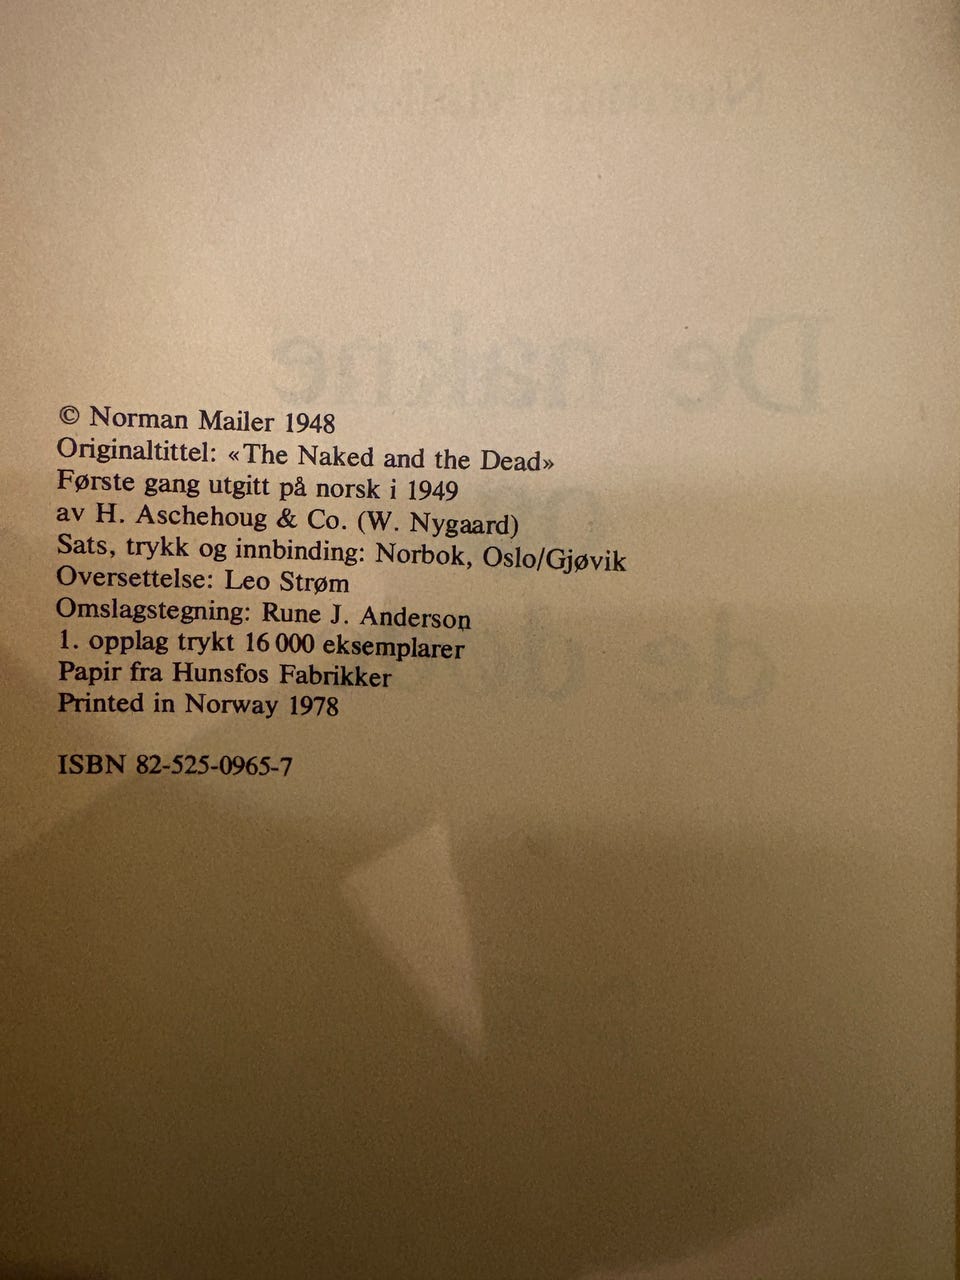 © Norman Mailer 1948
Originaltittel: «The Naked and the Dead»
Første gang utgitt på norsk i 1949
av H. Aschehoug & Co. (W. Nygaard)
Sats, trykk og innbinding: Norbok, Oslo/Gjøvik
Oversettelse: Leo Strøm
Omslagstegning: Rune J. Anderson
1. opplag trykt 16 000 eksemplarer
Papir fra Hunsfos Fabrikker
Printed in Norway 1978
ISBN 82-525-0965-7